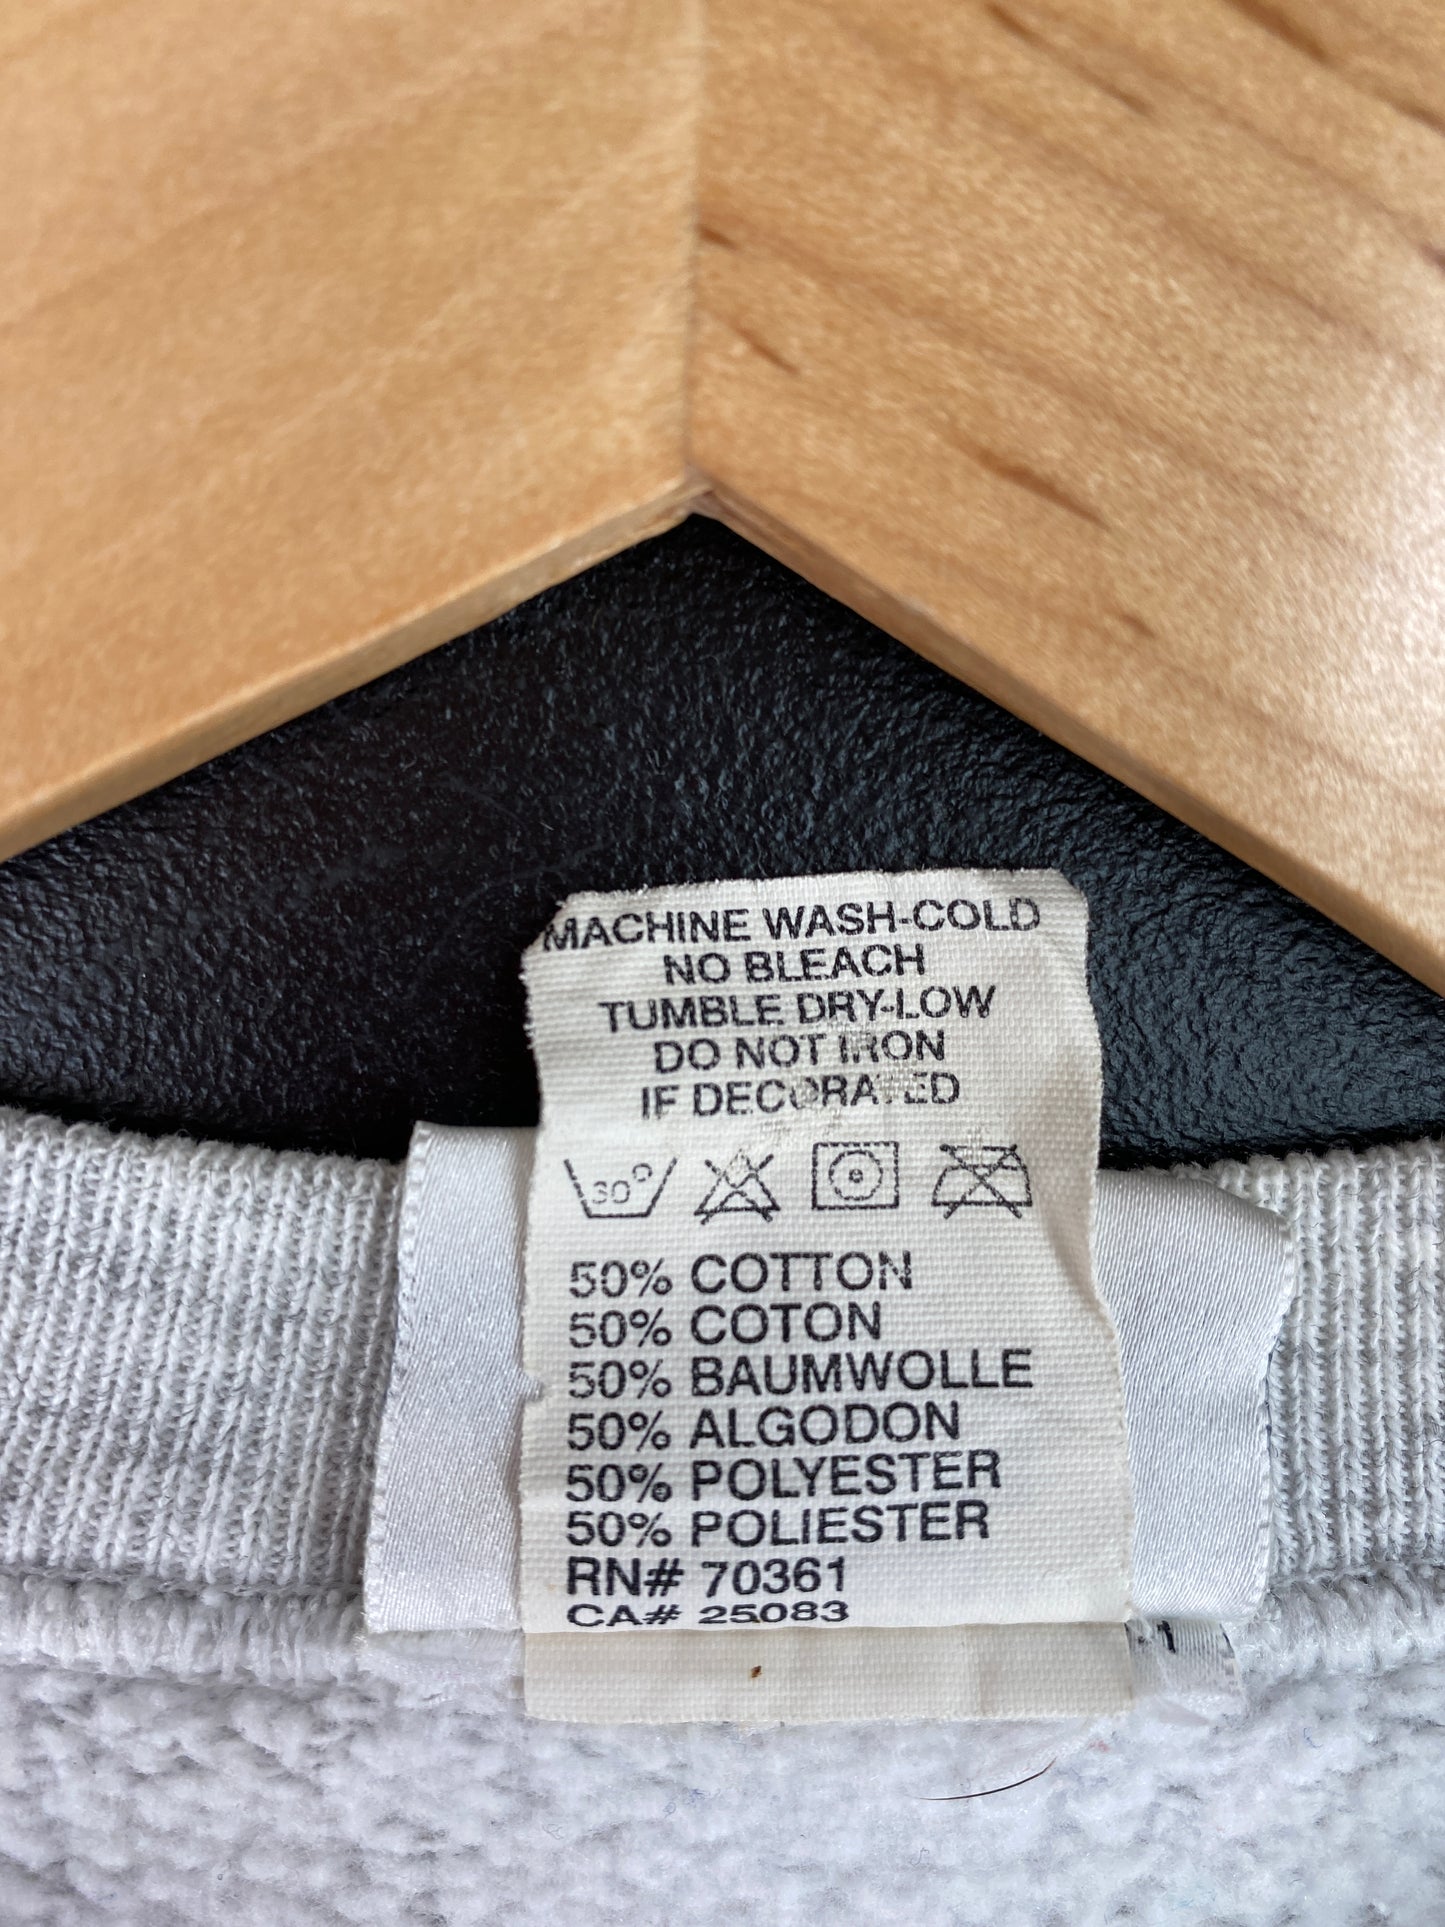 MACHINE WASH-COLD
NO BLEACH
TUMBLE DRY-LOW
DO NOT IRON
IF DECORATED
30°
50% COTTON
50% COTON
50% BAUMWOLLE
50% ALGODON
50% POLYESTER
50% POLIESTER
RN# 70361
CA# 25083